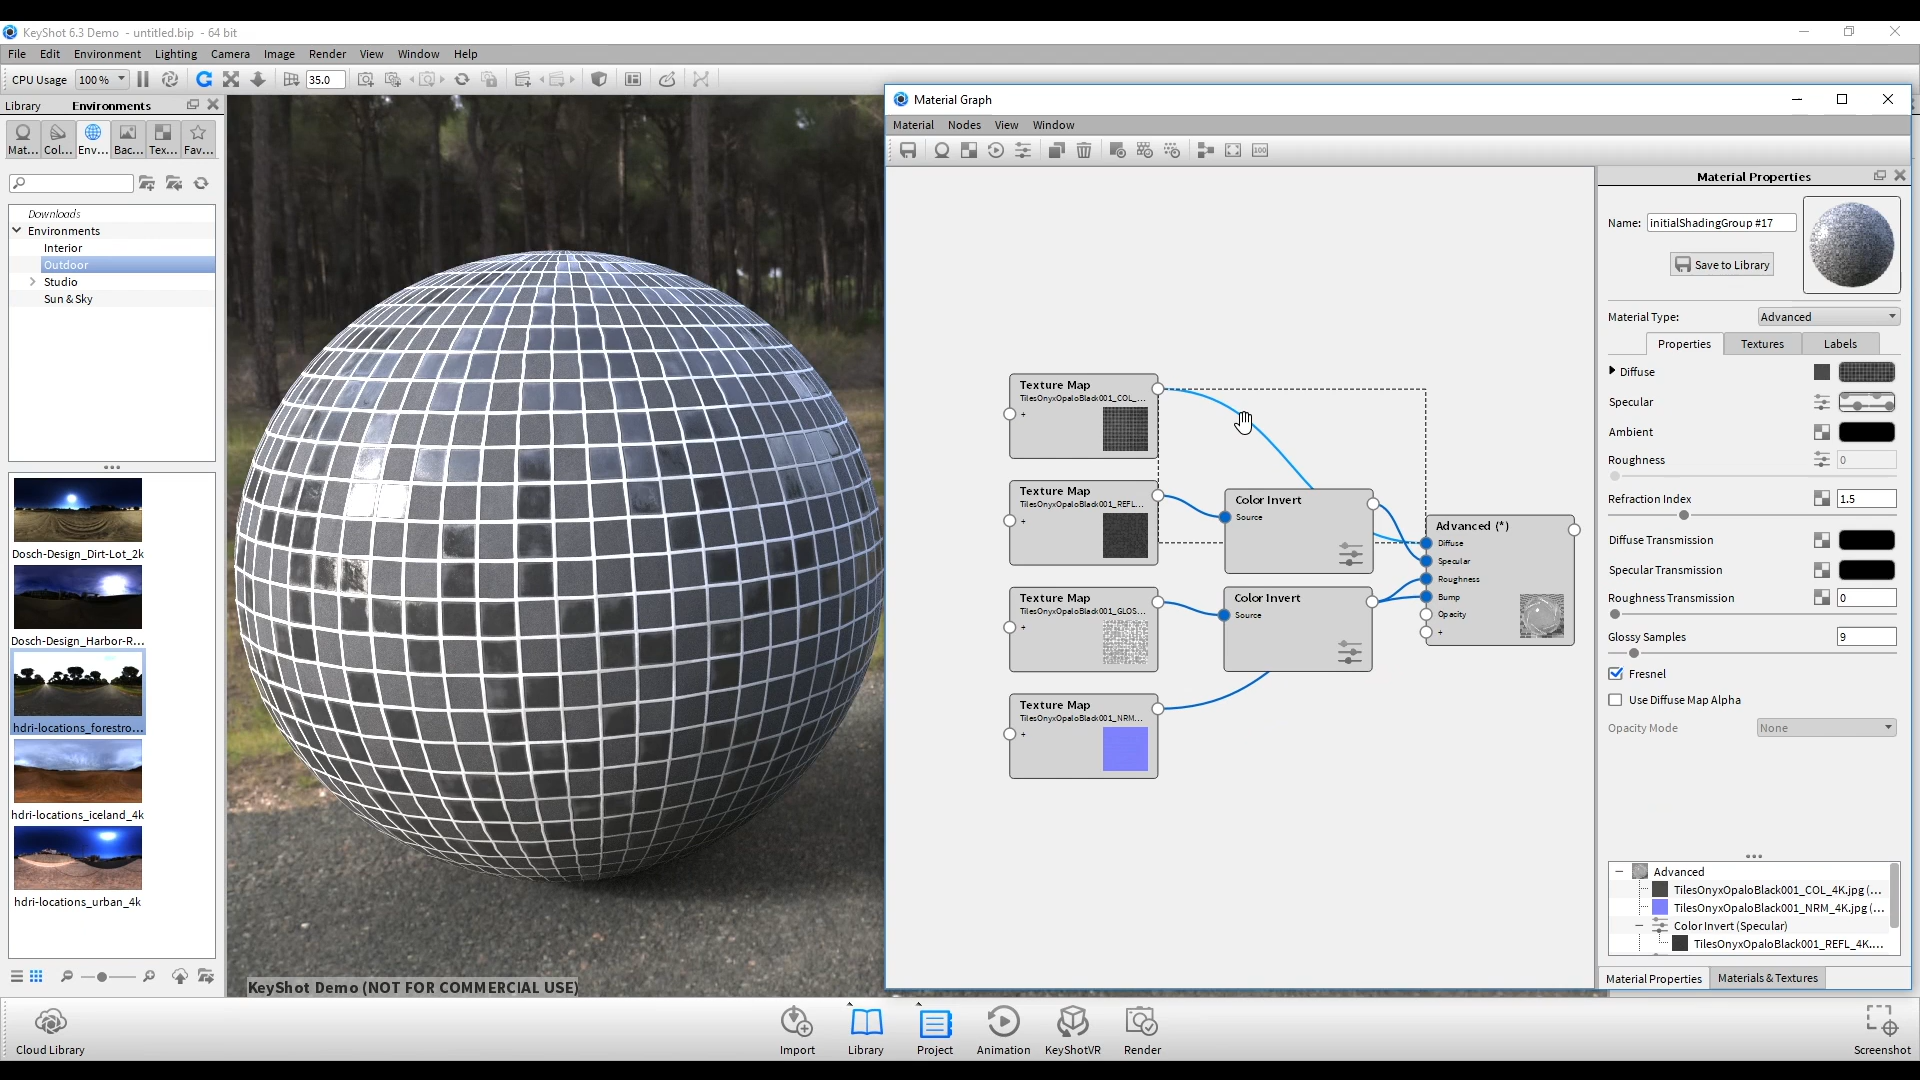 KeyShot 6.3 Demo - untitled.bip - 64 bit
File Edit Environment Lighting Camera Image Render View Window Help
CPU Usage 100 % 35.0
Library Environments
Mat... Col... Env... Bac... Tex... Fav...
Downloads
Environments
Interior
Outdoor
Studio
Sun & Sky
Dosch-Design_Dirt-Lot_2k
Dosch-Design_Harbor-R...
hdri-locations_forestro...
hdri-locations_iceland_4k
hdri-locations_urban_4k
KeyShot Demo (NOT FOR COMMERCIAL USE)
Material Graph
Material Nodes View Window
100
Texture Map
TilesOnyxOpaloBlack001_COL_...
+
Texture Map
TilesOnyxOpaloBlack001_REFL...
+
Texture Map
TilesOnyxOpaloBlack001_GLOS...
+
Texture Map
TilesOnyxOpaloBlack001_NRM...
+
Color Invert
Source
Color Invert
Source
Advanced (*)
Diffuse
Specular
Roughness
Bump
Opacity
+
Material Properties
Name: initialShadingGroup #17
Save to Library
Material Type: Advanced
Properties Textures Labels
Diffuse
Specular
Ambient
Roughness 0
Refraction Index 1.5
Diffuse Transmission
Specular Transmission
Roughness Transmission 0
Glossy Samples 9
Fresnel
Use Diffuse Map Alpha
Opacity Mode None
Advanced
TilesOnyxOpaloBlack001_COL_4K.jpg (...
TilesOnyxOpaloBlack001_NRM_4K.jpg (...
Color Invert (Specular)
TilesOnyxOpaloBlack001_REFL_4K....
Material Properties Materials & Textures
Cloud Library Import Library Project Animation KeyShotVR Render Screenshot